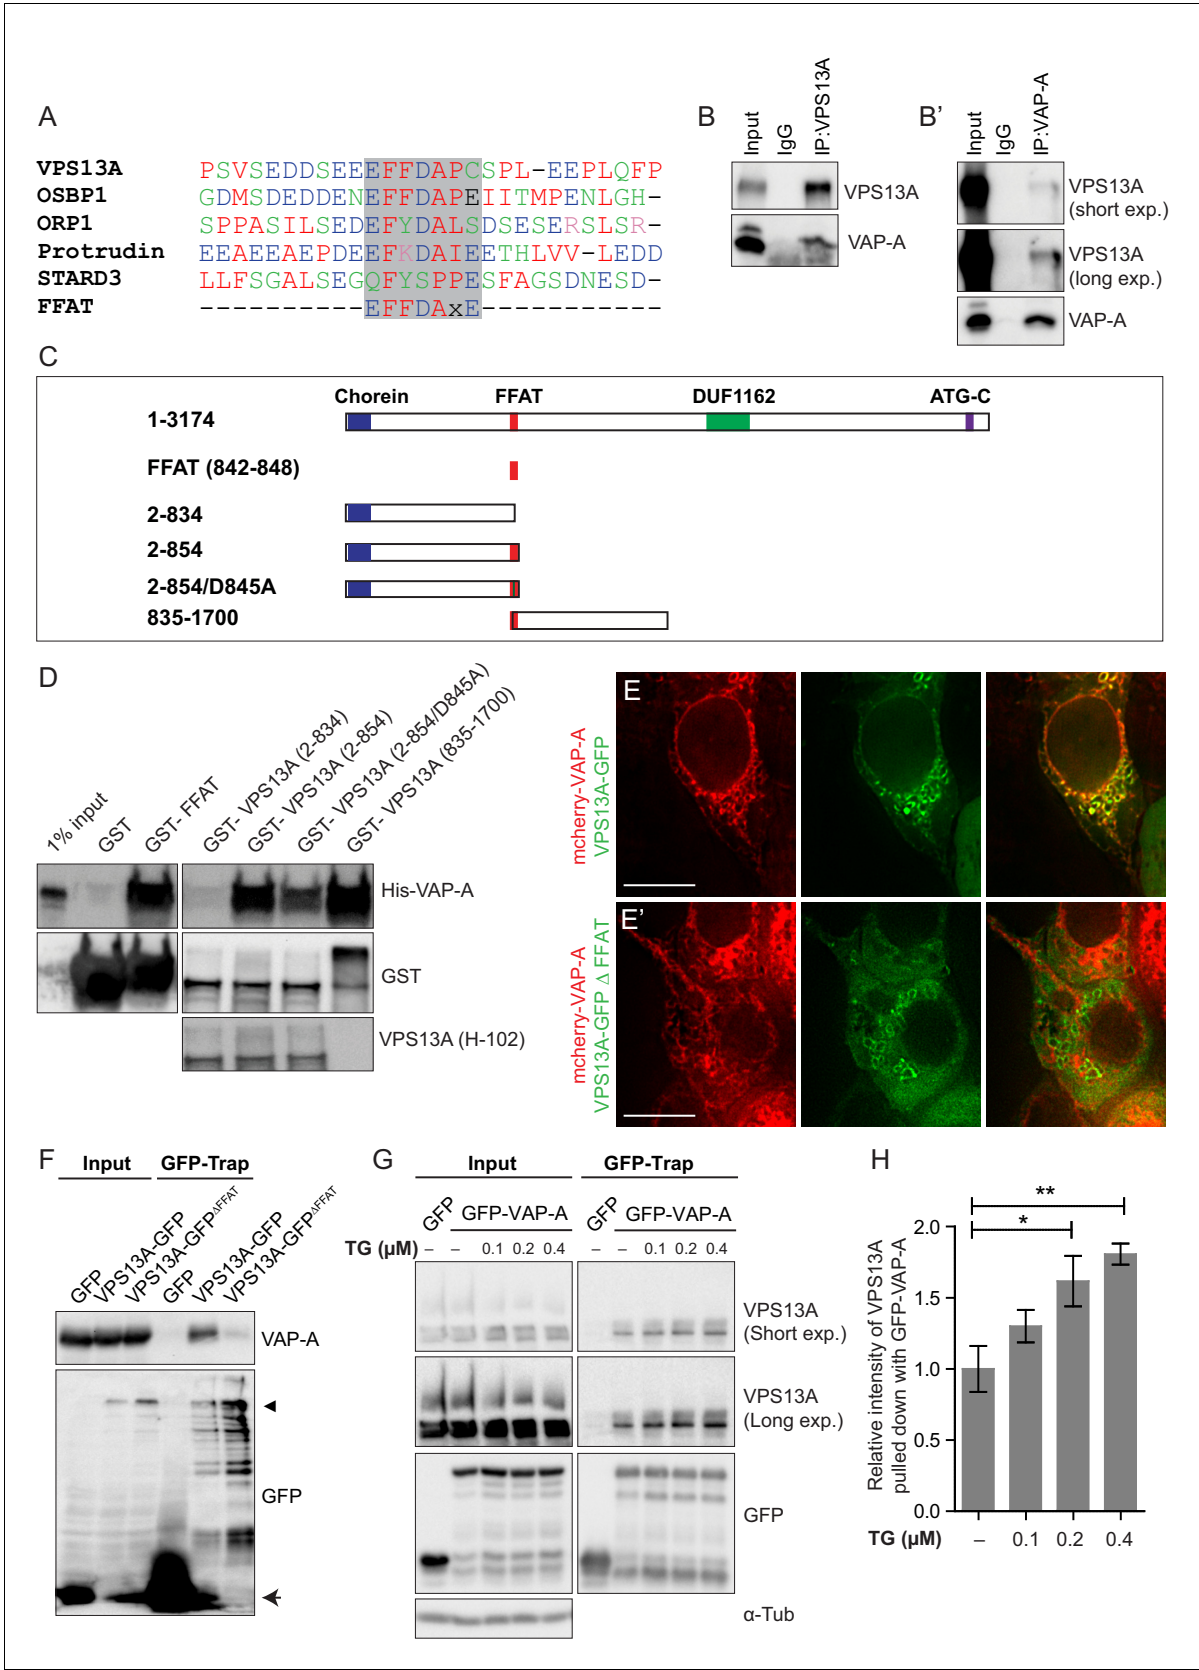 A
VPS13A PSVSEDDSEEEFFDAPCSPL-EEPLQFP
OSBP1 GDMSDEDDENEFFDAPEIITMPENLGH-
ORP1 SPPASILSEDEFYDALSDSESERSLSR-
Protrudin EEAEEAEPDEEFKDAIEETHLVV-LEDD
STARD3 LLFSGALSEGQFYSPPESFAGSDNESD-
FFAT ----------EFFDAxE-----------
B
Input
IgG
IP:VPS13A
VPS13A
VAP-A
B'
Input
IgG
IP:VAP-A
VPS13A
(short exp.)
VPS13A
(long exp.)
VAP-A
C
Chorein FFAT DUF1162 ATG-C
1-3174
FFAT (842-848)
2-834
2-854
2-854/D845A
835-1700
D
1% input
GST
GST- FFAT
GST- VPS13A (2-834)
GST- VPS13A (2-854)
GST- VPS13A (2-854/D845A)
GST- VPS13A (835-1700)
His-VAP-A
GST
VPS13A (H-102)
E
mcherry-VAP-A
VPS13A-GFP
E'
mcherry-VAP-A
VPS13A-GFP Δ FFAT
F
Input GFP-Trap
GFP
VPS13A-GFP
VPS13A-GFPΔFFAT
GFP
VPS13A-GFP
VPS13A-GFPΔFFAT
VAP-A
GFP
G
Input GFP-Trap
GFP GFP-VAP-A GFP GFP-VAP-A
TG (µM) – – 0.1 0.2 0.4 – – 0.1 0.2 0.4
VPS13A
(Short exp.)
VPS13A
(Long exp.)
GFP
α-Tub
H
Relative intensity of VPS13A
pulled down with GFP-VAP-A
**
*
2.0
1.5
1.0
0.5
0.0
TG (µM) – 0.1 0.2 0.4